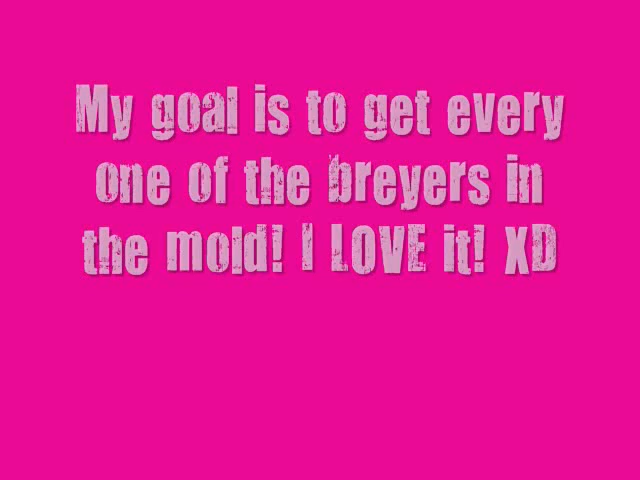 My goal is to get every
one of the breyers in
the mold! I LOVE it! XD